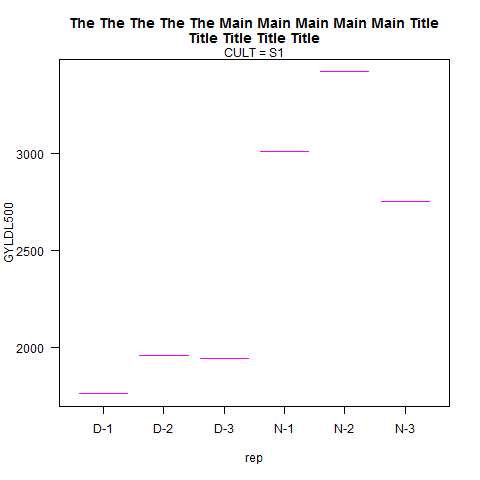 The The The The The Main Main Main Main Main Title
Title Title Title Title
CULT = S1
GYLDL500
3000
2500
2000
D-1 D-2 D-3 N-1 N-2 N-3
rep